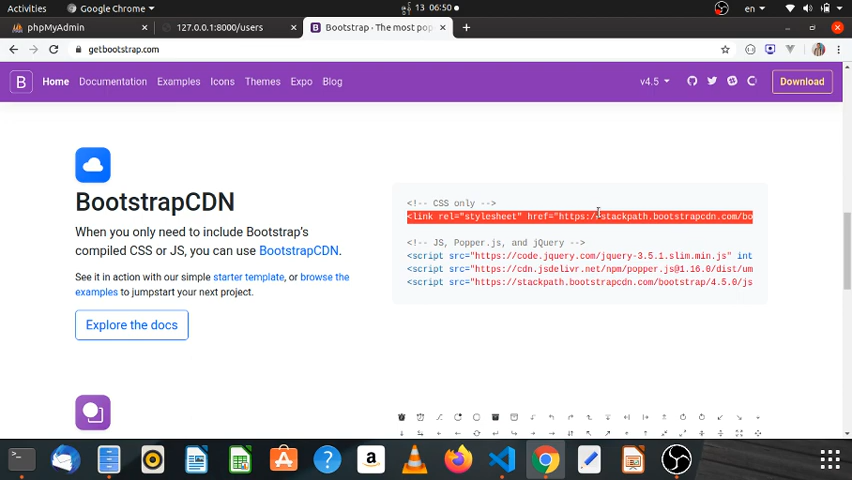 Activities Google Chrome 13 06:50 en
phpMyAdmin 127.0.0.1:8000/users Bootstrap · The most pop
getbootstrap.com
B Home Documentation Examples Icons Themes Expo Blog v4.5 Download
BootstrapCDN
When you only need to include Bootstrap's
compiled CSS or JS, you can use BootstrapCDN.
See it in action with our simple starter template, or browse the
examples to jumpstart your next project.
Explore the docs
<!-- CSS only -->
<link rel="stylesheet" href="https://stackpath.bootstrapcdn.com/bo
<!-- JS, Popper.js, and jQuery -->
<script src="https://code.jquery.com/jquery-3.5.1.slim.min.js" int
<script src="https://cdn.jsdelivr.net/npm/popper.js@1.16.0/dist/um
<script src="https://stackpath.bootstrapcdn.com/bootstrap/4.5.0/js